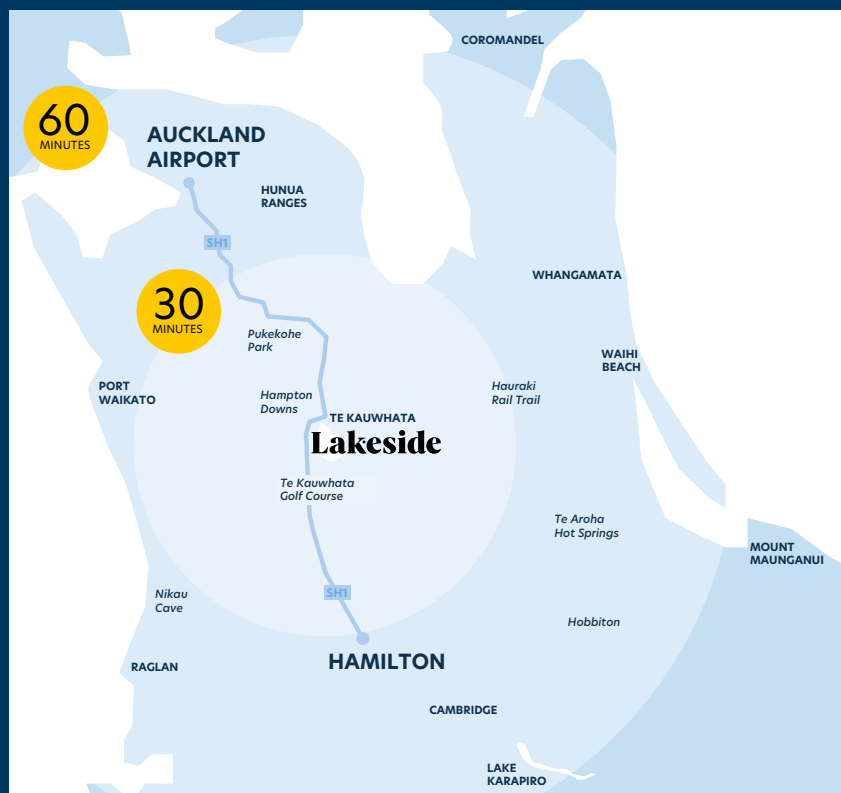 COROMANDEL
60
MINUTES
AUCKLAND
AIRPORT
HUNUA
RANGES
SH1
WHANGAMATA
30
MINUTES
Pukekohe
Park
WAIHI
BEACH
PORT
WAIKATO
Hampton
Downs
Hauraki
Rail Trail
TE KAUWHATA
Lakeside
Te Kauwhata
Golf Course
Te Aroha
Hot Springs
MOUNT
MAUNGANUI
Nikau
Cave
SH1
Hobbiton
HAMILTON
RAGLAN
CAMBRIDGE
LAKE
KARAPIRO